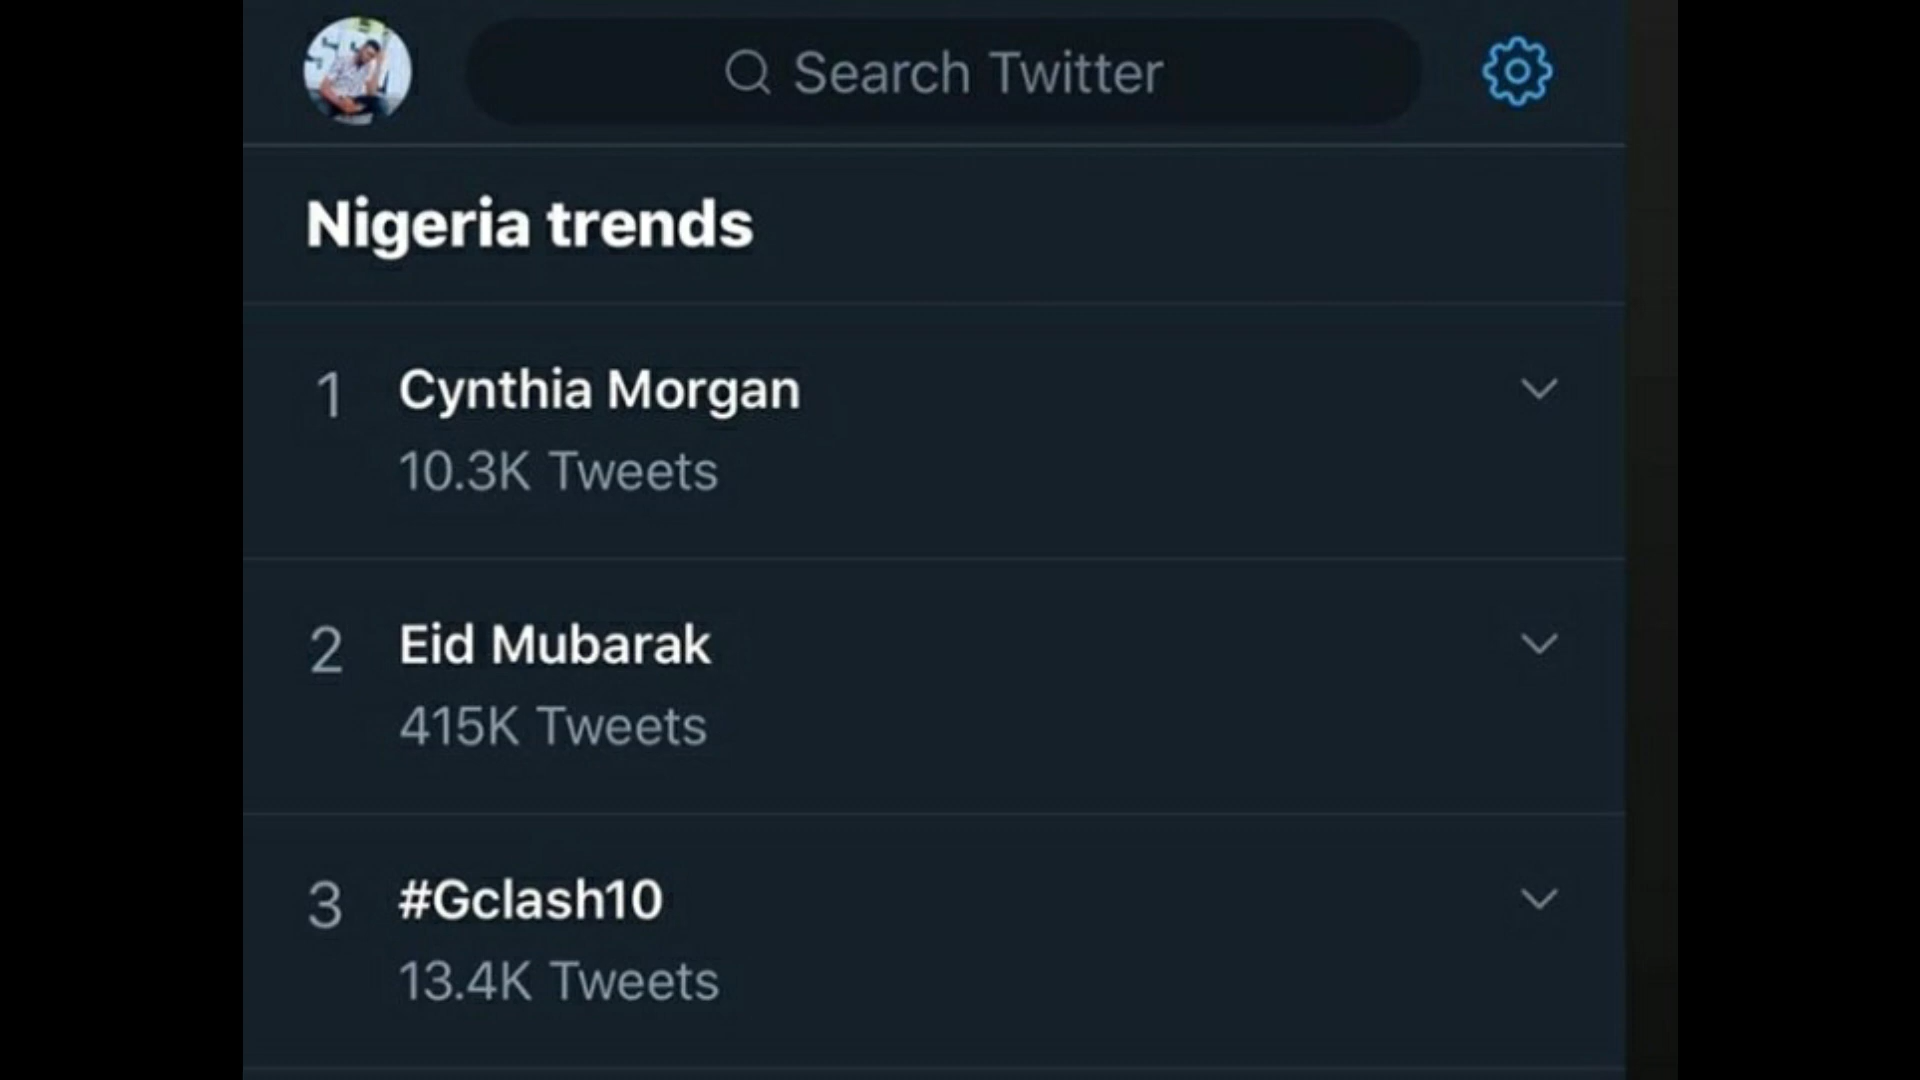 Search Twitter
Nigeria trends
1 Cynthia Morgan
10.3K Tweets
2 Eid Mubarak
415K Tweets
3 #Gclash10
13.4K Tweets